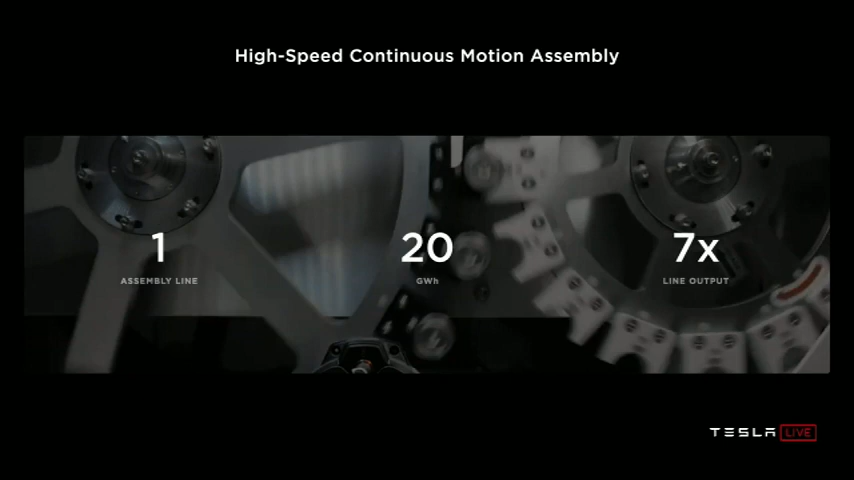 High-Speed Continuous Motion Assembly
1
ASSEMBLY LINE
20
GWh
7x
LINE OUTPUT
TESLA LIVE